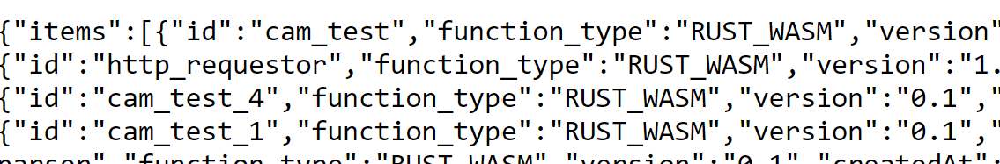 {"items":[{"id":"cam_test","function_type":"RUST_WASM","version"
{"id":"http_requestor","function_type":"RUST_WASM","version":"1.
{"id":"cam_test_4","function_type":"RUST_WASM","version":"0.1","
{"id":"cam_test_1","function_type":"RUST_WASM","version":"0.1","
parser","function_type":"RUST_WASM","version":"0.1","createdAt":